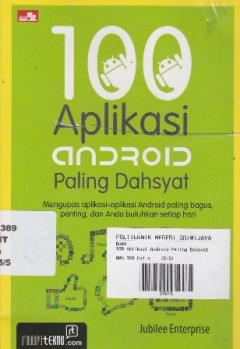 100
Aplikasi
ANDROID
Paling Dahsyat
Mengupas aplikasi-aplikasi Android paling bagus,
penting, dan Anda butuhkan setiap hari
369
POLITEKNIK NEGERI SRIWIJAYA
100 Aplikasi Android Paling Dahsyat
Jubilee Enterprise